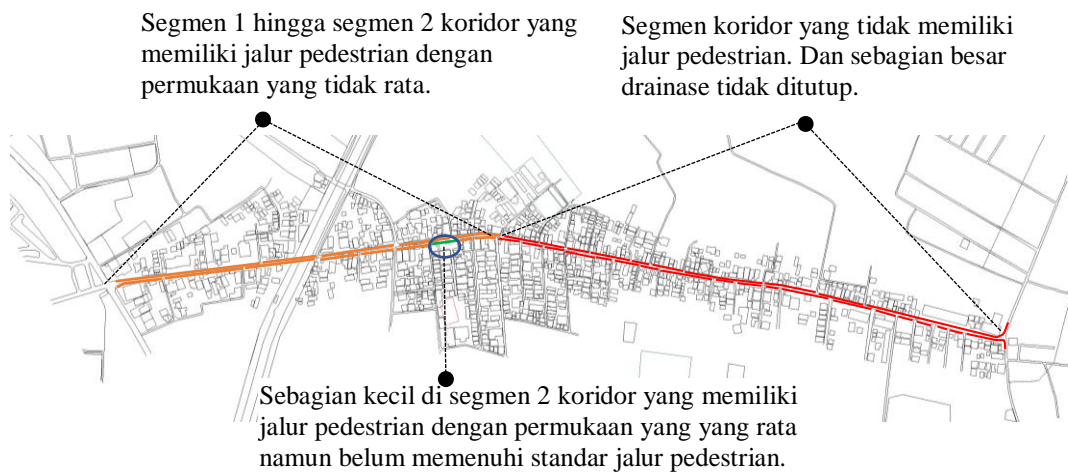 Segmen 1 hingga segmen 2 koridor yang
memiliki jalur pedestrian dengan
permukaan yang tidak rata.
Segmen koridor yang tidak memiliki
jalur pedestrian. Dan sebagian besar
drainase tidak ditutup.
Sebagian kecil di segmen 2 koridor yang memiliki
jalur pedestrian dengan permukaan yang yang rata
namun belum memenuhi standar jalur pedestrian.